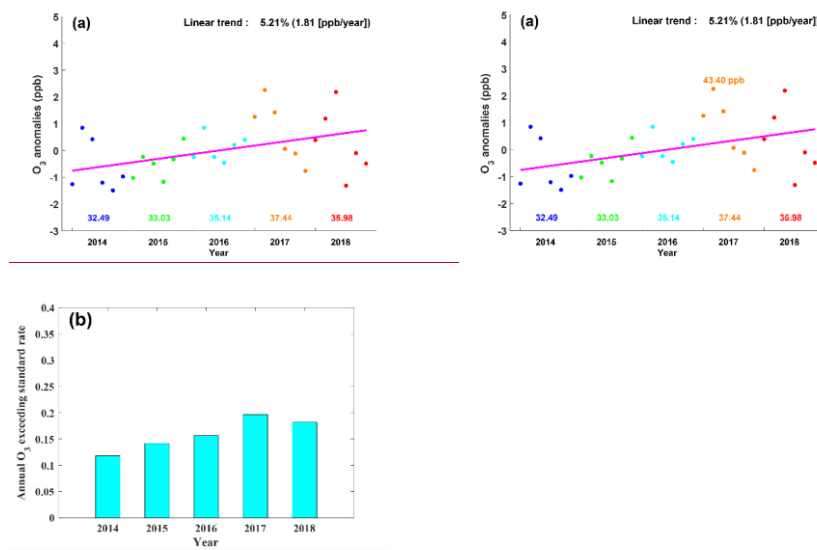 (a) Linear trend : 5.21% (1.81 [ppb/year])
O3 anomalies (ppb)
5
4
3
2
1
0
-1
-2
-3
32.49 33.03 35.14 37.44 35.98
2014 2015 2016 2017 2018
Year
(a) Linear trend : 5.21% (1.81 [ppb/year])
O3 anomalies (ppb)
5
4
3
2
1
0
-1
-2
-3
43.40 ppb
32.49 33.03 35.14 37.44 35.98
2014 2015 2016 2017 2018
Year
(b)
Annual O3 exceeding standard rate
0.4
0.35
0.3
0.25
0.2
0.15
0.1
0.05
0
2014 2015 2016 2017 2018
Year